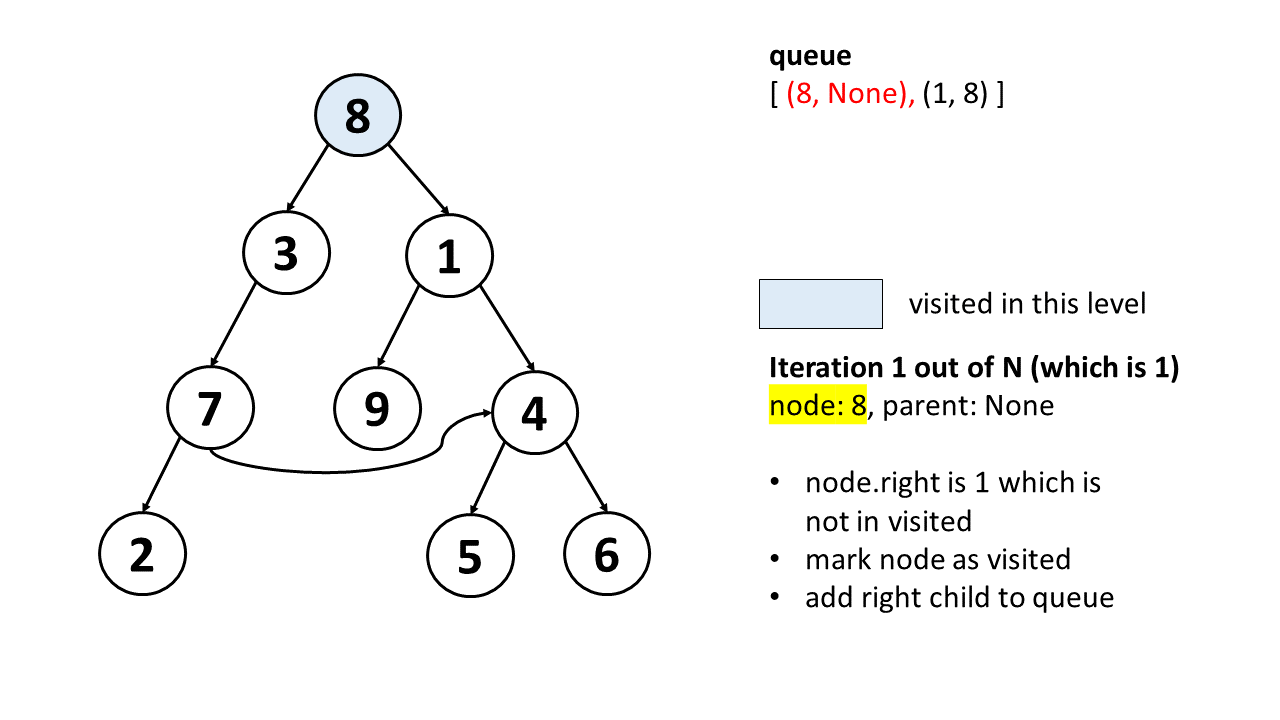 queue
[ (8, None), (1, 8) ]
8
3
1
7
9
4
2
5
6
visited in this level
Iteration 1 out of N (which is 1)
node: 8, parent: None
• node.right is 1 which is
not in visited
• mark node as visited
• add right child to queue